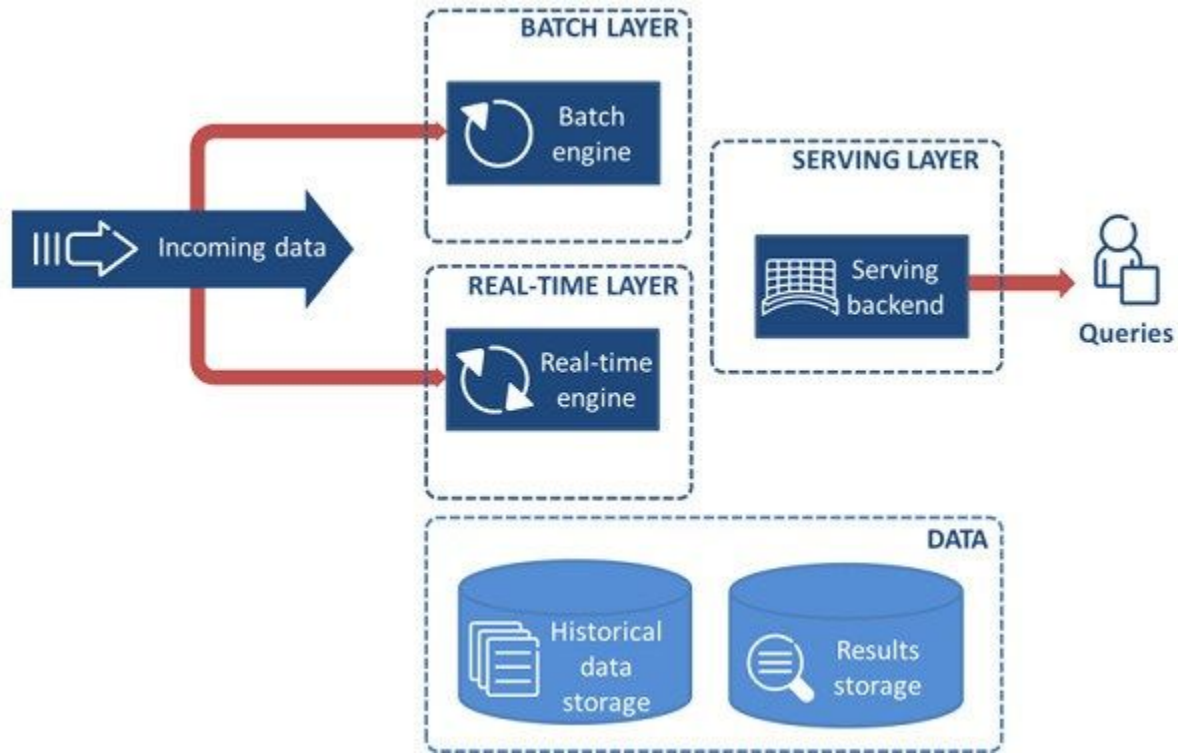 BATCH LAYER
Batch
engine
Incoming data
REAL-TIME LAYER
Real-time
engine
SERVING LAYER
Serving
backend
Queries
DATA
Historical
data
storage
Results
storage